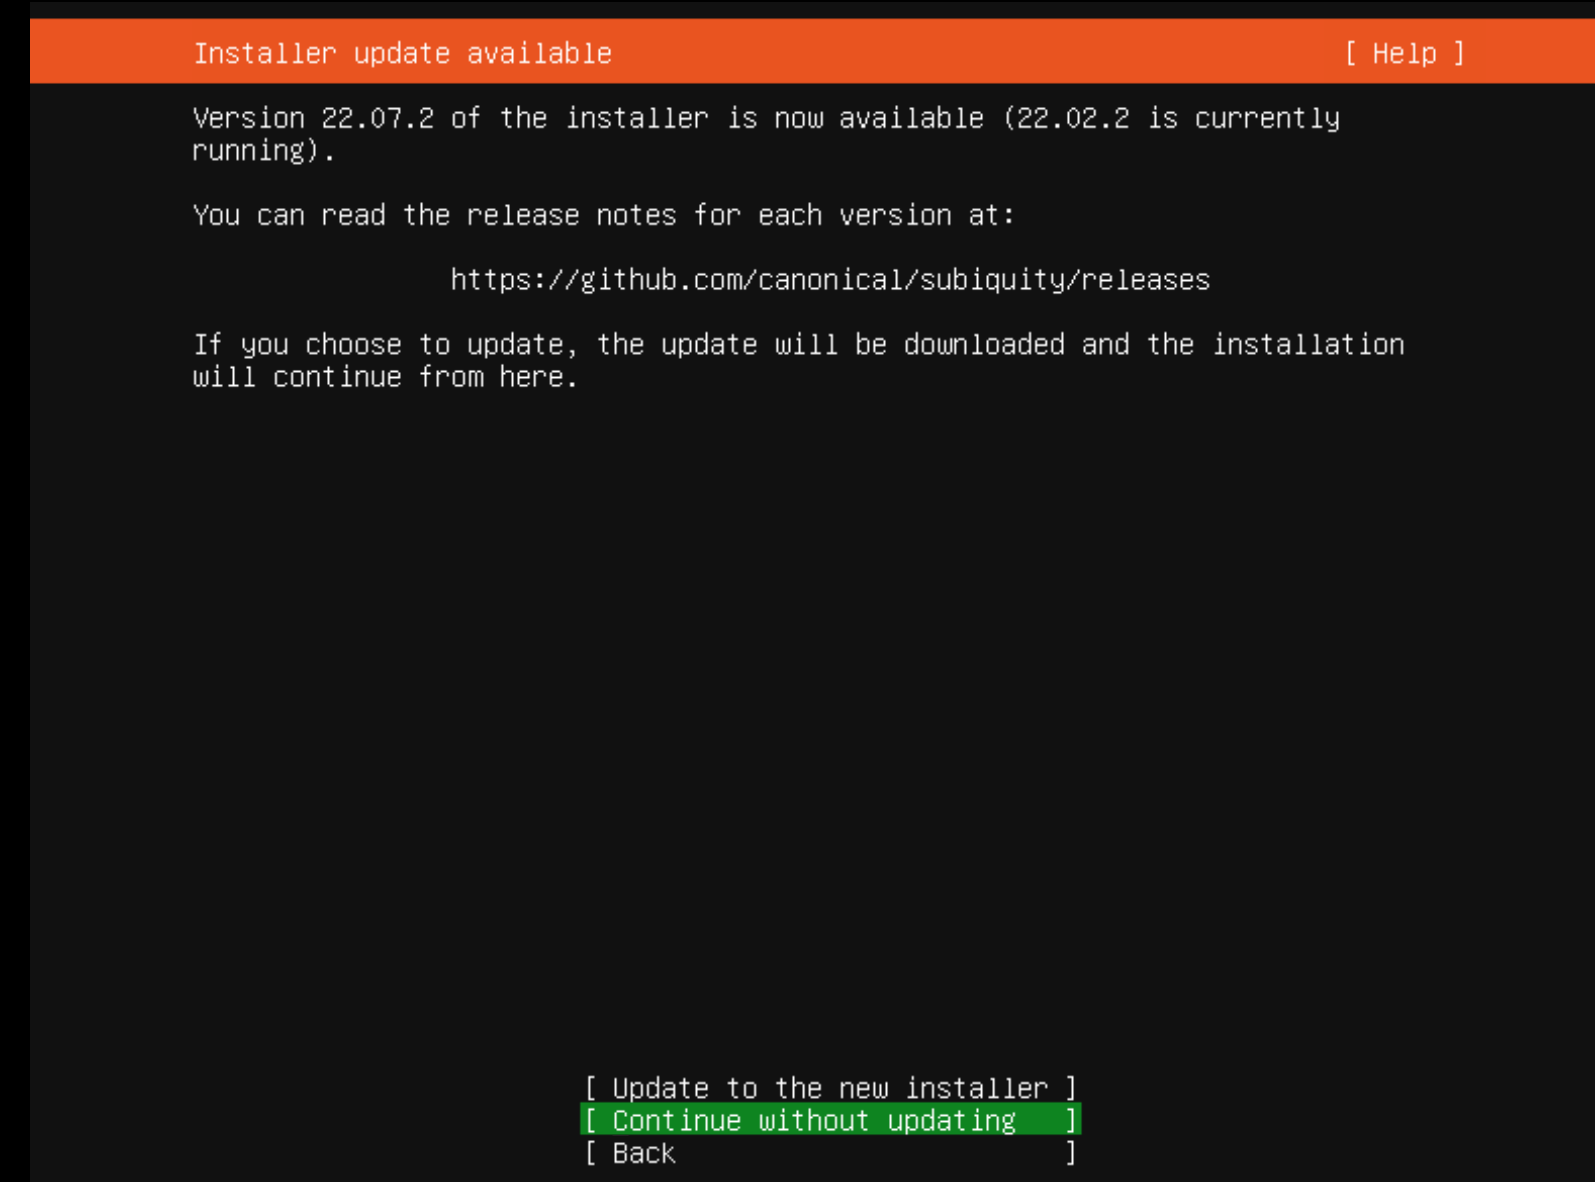 Installer update available [ Help ]
Version 22.07.2 of the installer is now available (22.02.2 is currently
running).
You can read the release notes for each version at:
https://github.com/canonical/subiquity/releases
If you choose to update, the update will be downloaded and the installation
will continue from here.
[ Update to the new installer ]
[ Continue without updating ]
[ Back ]